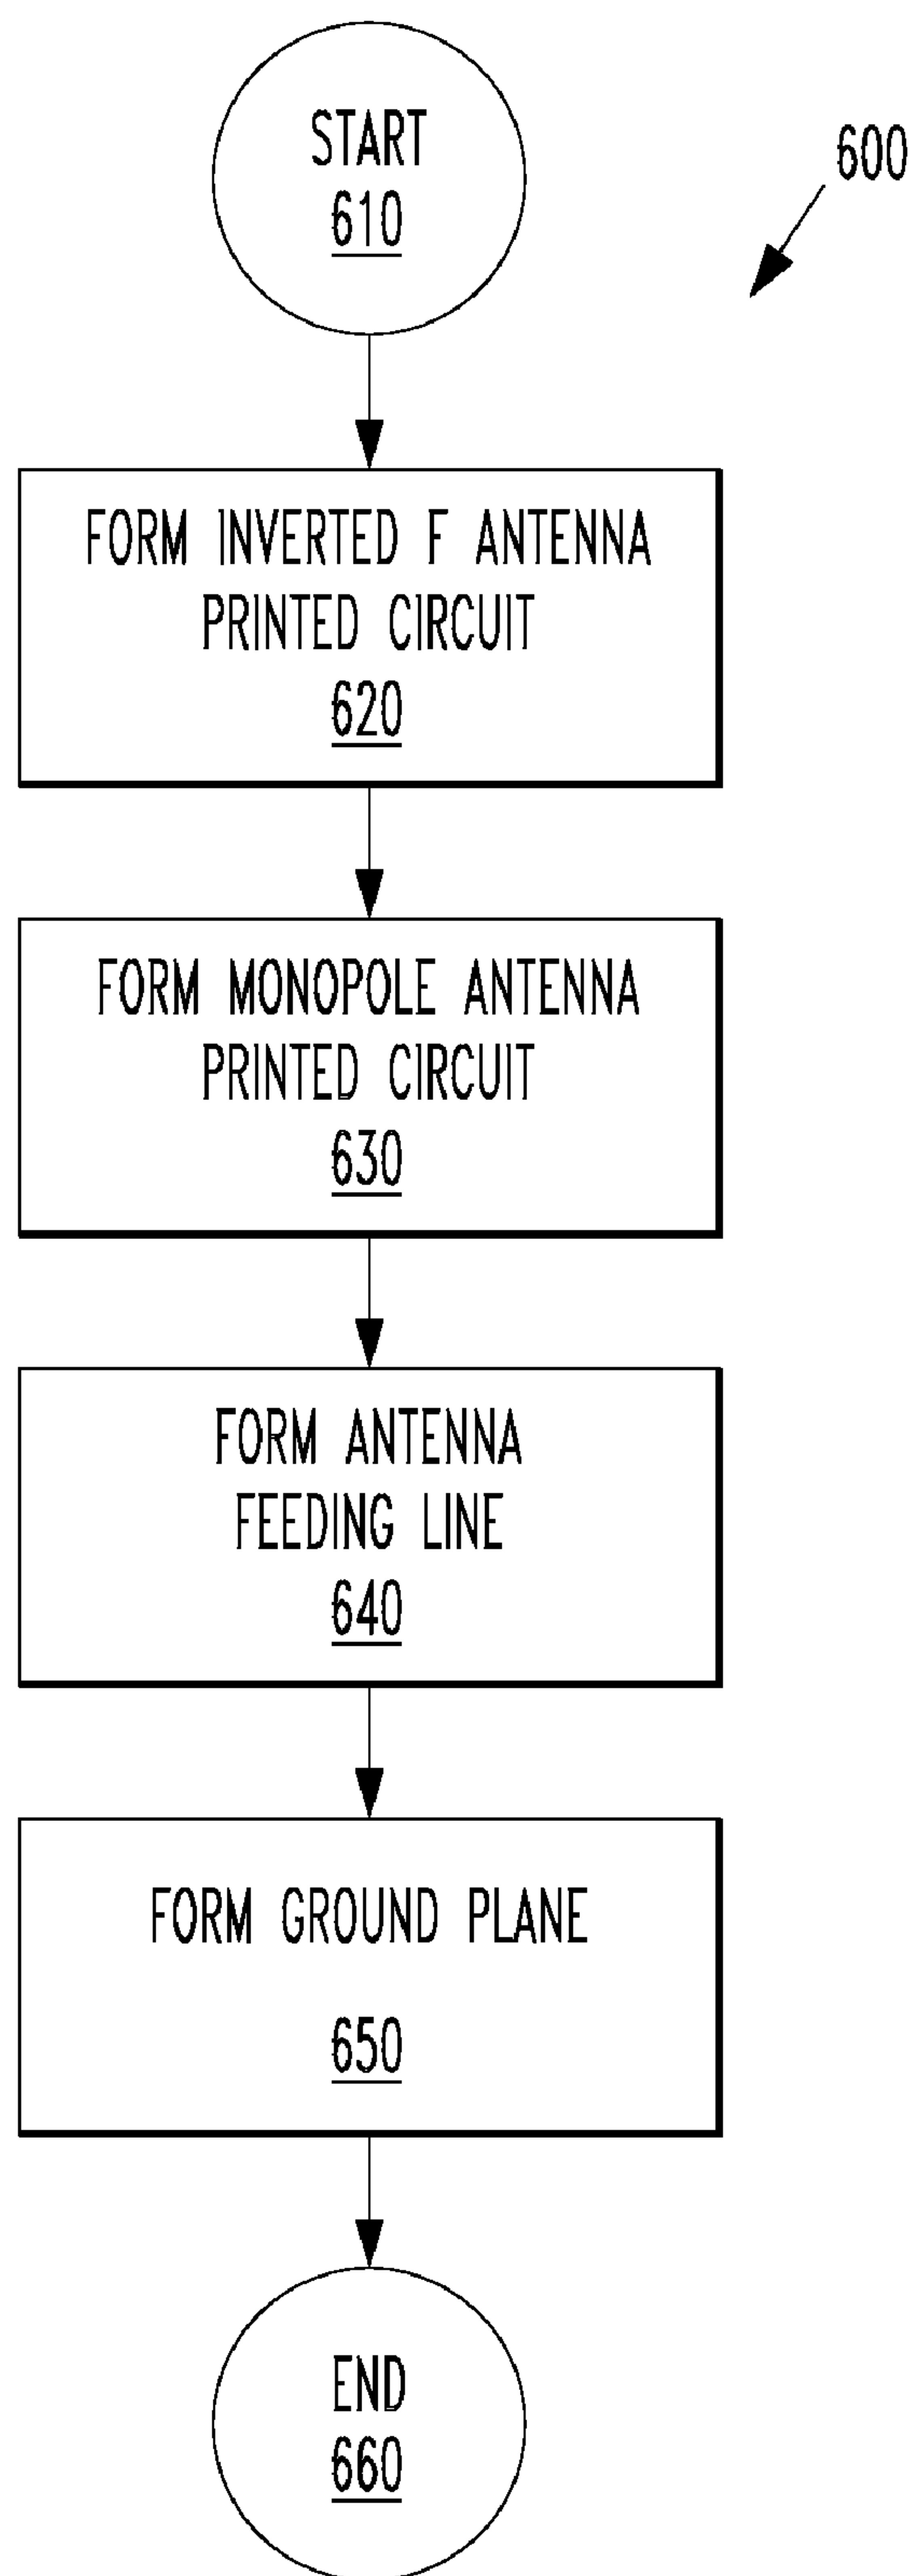 START
610
600
FORM INVERTED F ANTENNA
PRINTED CIRCUIT
620
FORM MONOPOLE ANTENNA
PRINTED CIRCUIT
630
FORM ANTENNA
FEEDING LINE
640
FORM GROUND PLANE
650
END
660